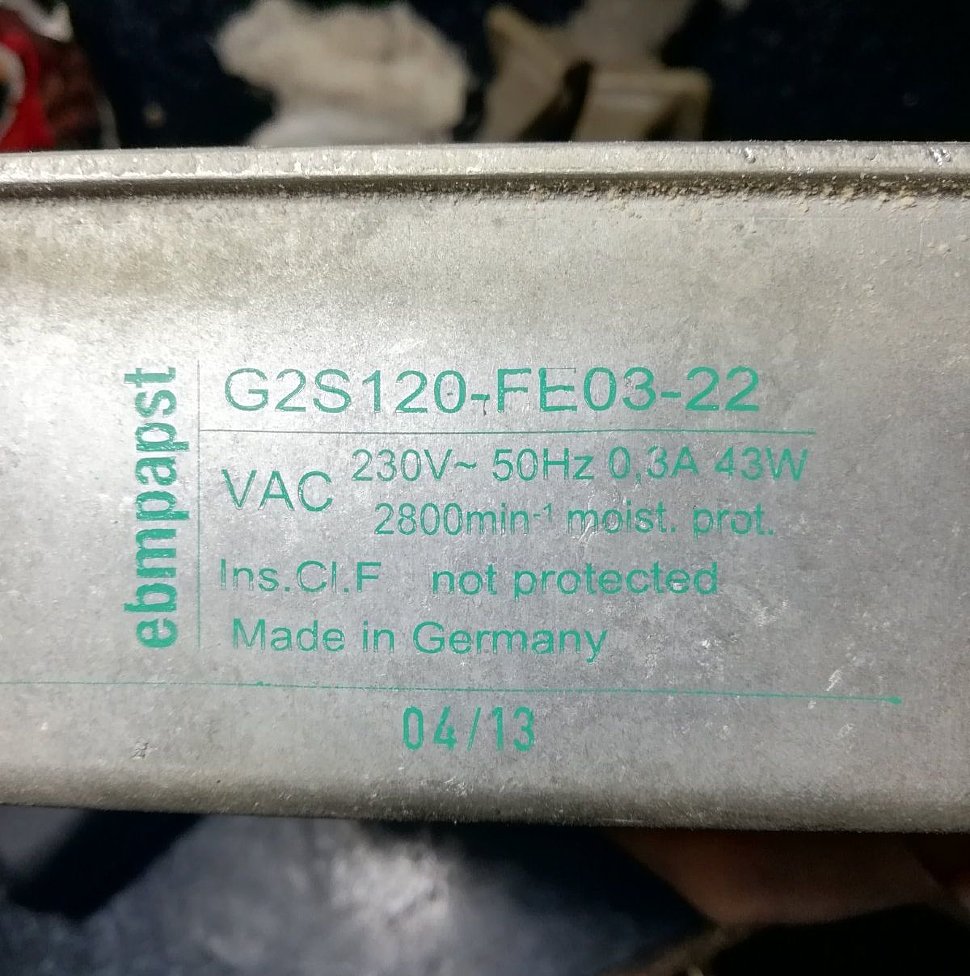 ebmpapst
G2S120-FE03-22
VAC 230V~ 50Hz 0,3A 43W
2800min-¹ moist. prot.
Ins.Cl.F not protected
Made in Germany
04/13